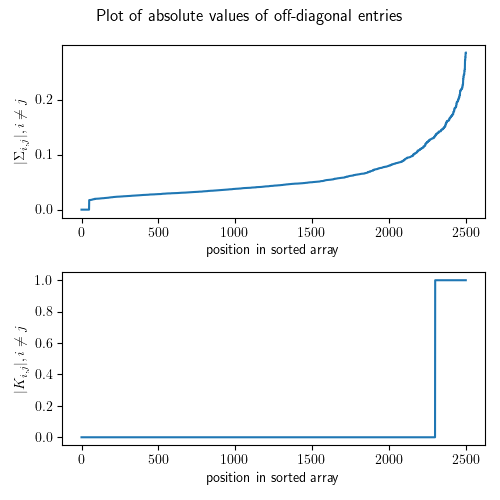 Plot of absolute values of off-diagonal entries
|Σi,j|, i ≠ j
0.2
0.1
0.0
0 500 1000 1500 2000 2500
position in sorted array
|Ki,j|, i ≠ j
1.0
0.8
0.6
0.4
0.2
0.0
0 500 1000 1500 2000 2500
position in sorted array